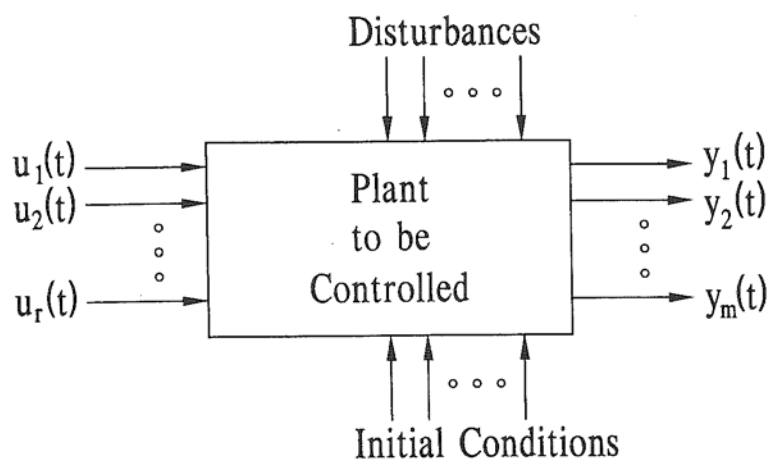 Disturbances
u₁(t)
u₂(t)
uᵣ(t)
Plant
to be
Controlled
y₁(t)
y₂(t)
yₘ(t)
Initial Conditions